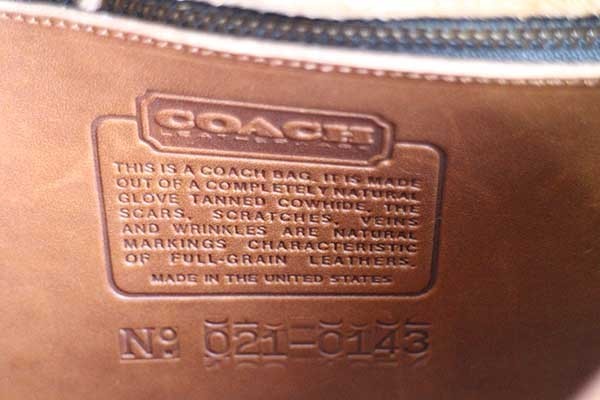 COACH
THIS IS A COACH BAG. IT IS MADE
OUT OF A COMPLETELY NATURAL
GLOVE TANNED COWHIDE, THE
SCARS, SCRATCHES, VEINS
AND WRINKLES ARE NATURAL
MARKINGS CHARACTERISTIC
OF FULL-GRAIN LEATHERS.
MADE IN THE UNITED STATES
No: 021-0143